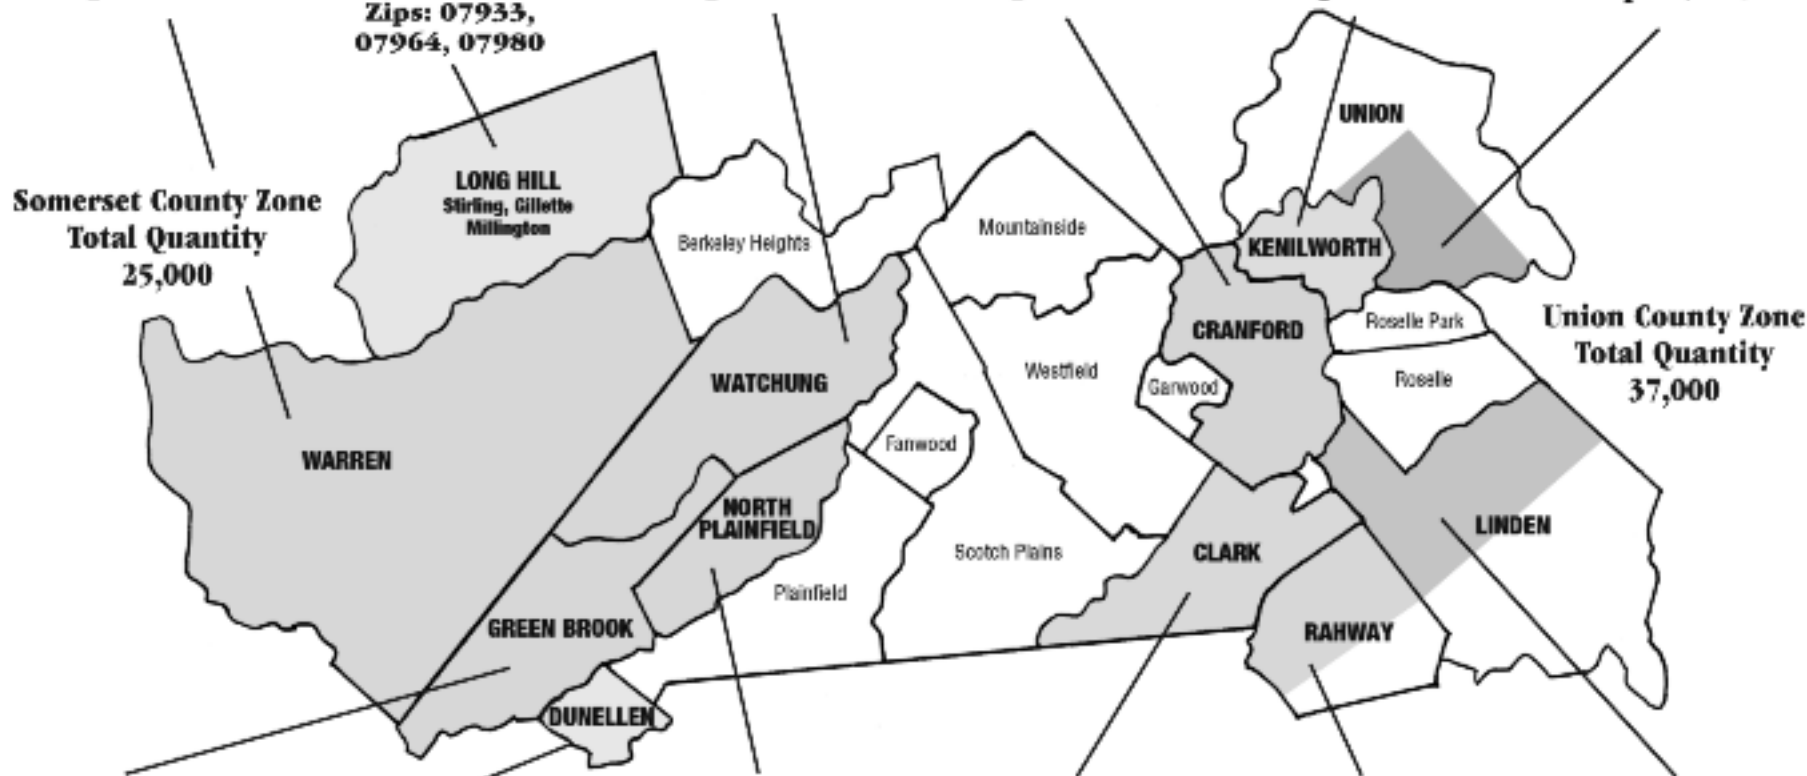 Zips: 07933,
07964, 07980
UNION
LONG HILL
Stirling, Gillette
Millington
Somerset County Zone
Total Quantity
25,000
Berkeley Heights
Mountainside
KENILWORTH
CRANFORD
Roselle Park
Union County Zone
Total Quantity
37,000
WATCHUNG
Westfield
Garwood
Roselle
WARREN
Fanwood
NORTH
PLAINFIELD
Scotch Plains
CLARK
LINDEN
Plainfield
GREEN BROOK
RAHWAY
DUNELLEN